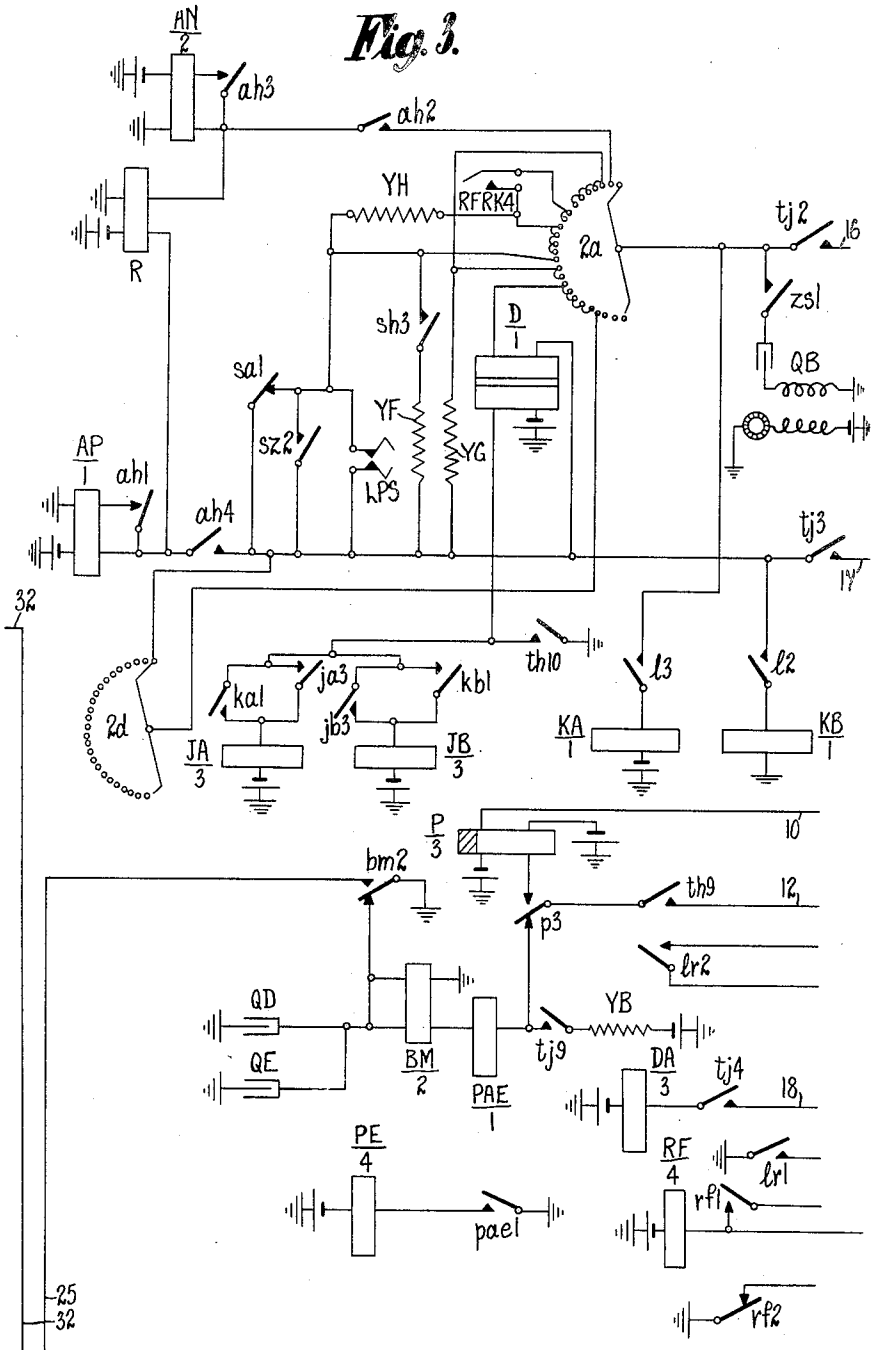 Fig. 3.
AN
2
ah3
ah2
R
YH
RFRK4
2a
tj2
16
zs1
QB
D
1
sh3
sa1
sz2
LPS
YF
YG
AP
1
ah1
ah4
tj3
17
32
2d
ka1
ja3
jb3
kb1
th10
l3
l2
JA
3
JB
3
KA
1
KB
1
P
3
10
bm2
p3
th9
12
lr2
QD
QE
BM
2
PAE
1
tj9
YB
DA
3
tj4
18
PE
4
pae1
RF
4
lr1
rf1
25
32
rf2